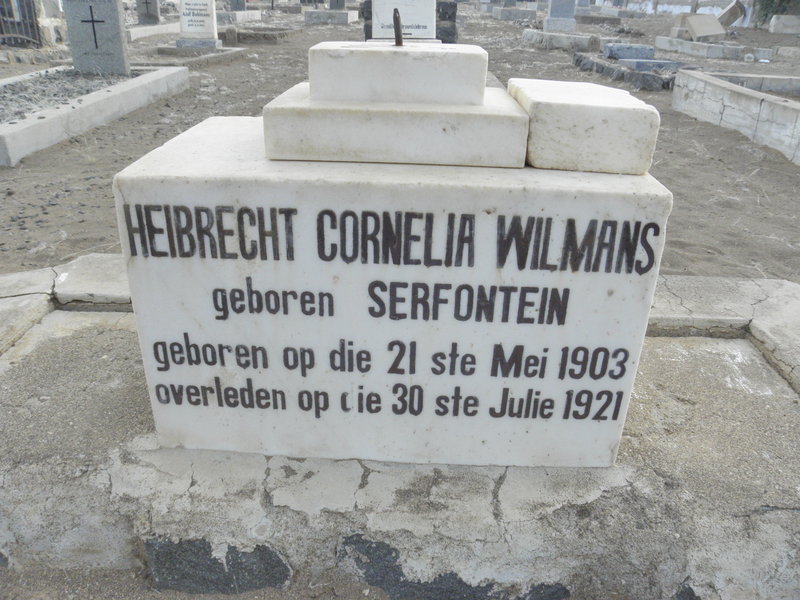 HEIBRECHT CORNELIA WILMANS
geboren SERFONTEIN
geboren op die 21 ste Mei 1903
overleden op die 30 ste Julie 1921